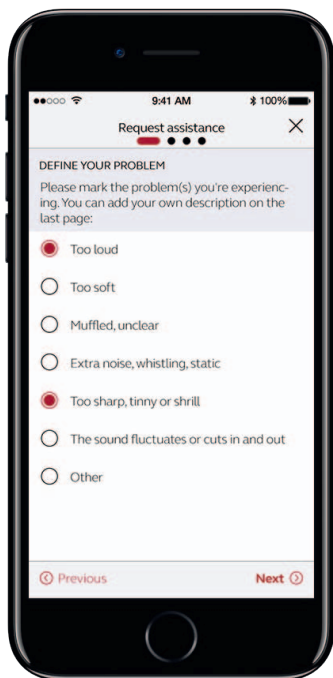 9:41 AM
100%
Request assistance
DEFINE YOUR PROBLEM
Please mark the problem(s) you're experienc-
ing. You can add your own description on the
last page:
Too loud
Too soft
Muffled, unclear
Extra noise, whistling, static
Too sharp, tinny or shrill
The sound fluctuates or cuts in and out
Other
Previous
Next